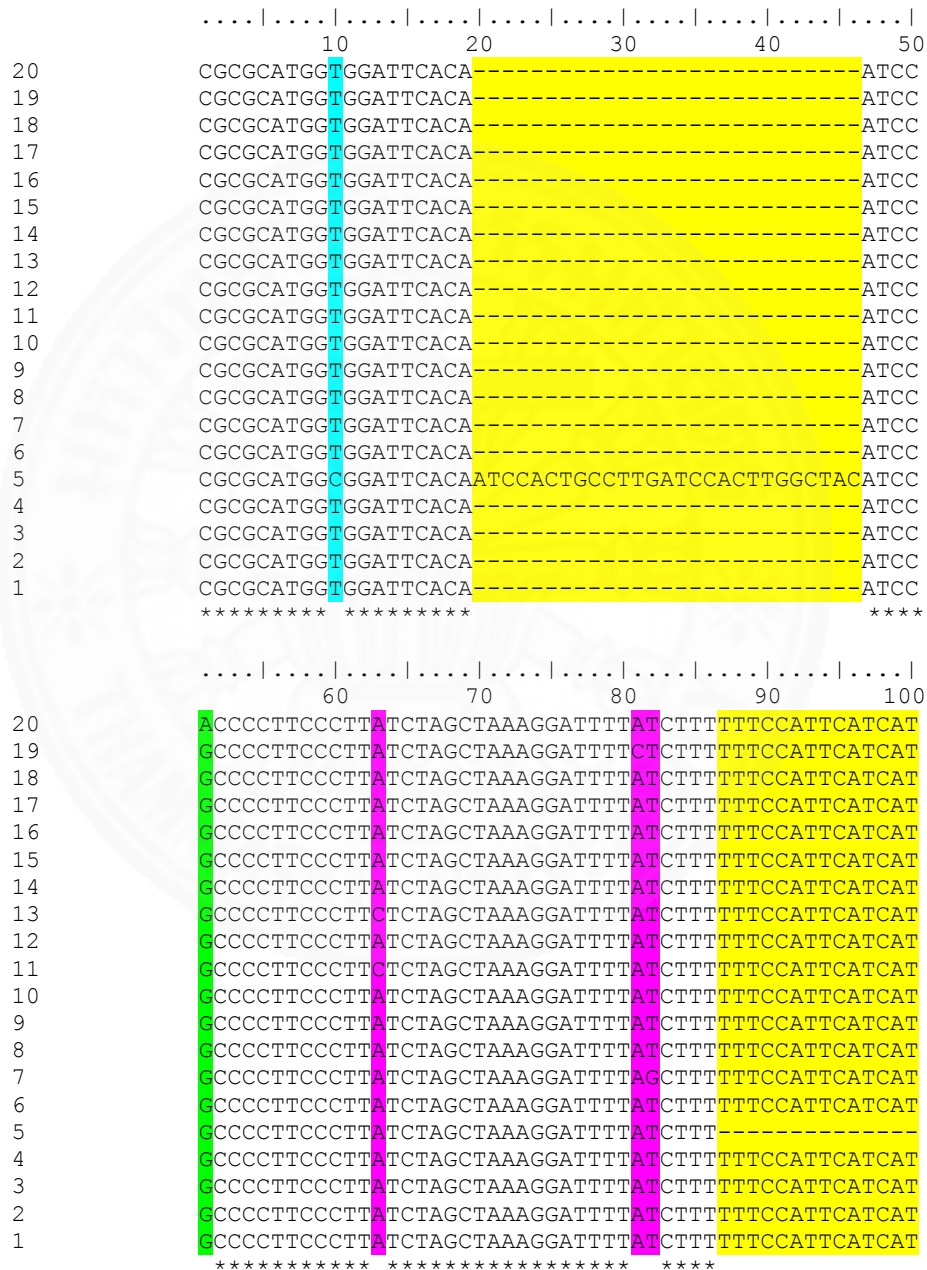 ....|....|....|....|....|....|....|....|....|....|
10 20 30 40 50
20 CGCGCATGGTGGATTCACA---------------------------ATCC
19 CGCGCATGGTGGATTCACA---------------------------ATCC
18 CGCGCATGGTGGATTCACA---------------------------ATCC
17 CGCGCATGGTGGATTCACA---------------------------ATCC
16 CGCGCATGGTGGATTCACA---------------------------ATCC
15 CGCGCATGGTGGATTCACA---------------------------ATCC
14 CGCGCATGGTGGATTCACA---------------------------ATCC
13 CGCGCATGGTGGATTCACA---------------------------ATCC
12 CGCGCATGGTGGATTCACA---------------------------ATCC
11 CGCGCATGGTGGATTCACA---------------------------ATCC
10 CGCGCATGGTGGATTCACA---------------------------ATCC
9 CGCGCATGGTGGATTCACA---------------------------ATCC
8 CGCGCATGGTGGATTCACA---------------------------ATCC
7 CGCGCATGGTGGATTCACA---------------------------ATCC
6 CGCGCATGGTGGATTCACA---------------------------ATCC
5 CGCGCATGGCGGATTCACAATCCACTGCCTTGATCCACTTGGCTACATCC
4 CGCGCATGGTGGATTCACA---------------------------ATCC
3 CGCGCATGGTGGATTCACA---------------------------ATCC
2 CGCGCATGGTGGATTCACA---------------------------ATCC
1 CGCGCATGGTGGATTCACA---------------------------ATCC
********* ********* ****
....|....|....|....|....|....|....|....|....|....|
60 70 80 90 100
20 ACCCCTTCCCTTATCTAGCTAAAGGATTTTATCTTTTTTCCATTCATCAT
19 GCCCCTTCCCTTATCTAGCTAAAGGATTTTCTCTTTTTTCCATTCATCAT
18 GCCCCTTCCCTTATCTAGCTAAAGGATTTTATCTTTTTTCCATTCATCAT
17 GCCCCTTCCCTTATCTAGCTAAAGGATTTTATCTTTTTTCCATTCATCAT
16 GCCCCTTCCCTTATCTAGCTAAAGGATTTTATCTTTTTTCCATTCATCAT
15 GCCCCTTCCCTTATCTAGCTAAAGGATTTTATCTTTTTTCCATTCATCAT
14 GCCCCTTCCCTTATCTAGCTAAAGGATTTTATCTTTTTTCCATTCATCAT
13 GCCCCTTCCCTTCTCTAGCTAAAGGATTTTATCTTTTTTCCATTCATCAT
12 GCCCCTTCCCTTATCTAGCTAAAGGATTTTATCTTTTTTCCATTCATCAT
11 GCCCCTTCCCTTCTCTAGCTAAAGGATTTTATCTTTTTTCCATTCATCAT
10 GCCCCTTCCCTTATCTAGCTAAAGGATTTTATCTTTTTTCCATTCATCAT
9 GCCCCTTCCCTTATCTAGCTAAAGGATTTTATCTTTTTTCCATTCATCAT
8 GCCCCTTCCCTTATCTAGCTAAAGGATTTTATCTTTTTTCCATTCATCAT
7 GCCCCTTCCCTTATCTAGCTAAAGGATTTTAGCTTTTTTCCATTCATCAT
6 GCCCCTTCCCTTATCTAGCTAAAGGATTTTATCTTTTTTCCATTCATCAT
5 GCCCCTTCCCTTATCTAGCTAAAGGATTTTATCTTT--------------
4 GCCCCTTCCCTTATCTAGCTAAAGGATTTTATCTTTTTTCCATTCATCAT
3 GCCCCTTCCCTTATCTAGCTAAAGGATTTTATCTTTTTTCCATTCATCAT
2 GCCCCTTCCCTTATCTAGCTAAAGGATTTTATCTTTTTTCCATTCATCAT
1 GCCCCTTCCCTTATCTAGCTAAAGGATTTTATCTTTTTTCCATTCATCAT
*********** ***************** ****